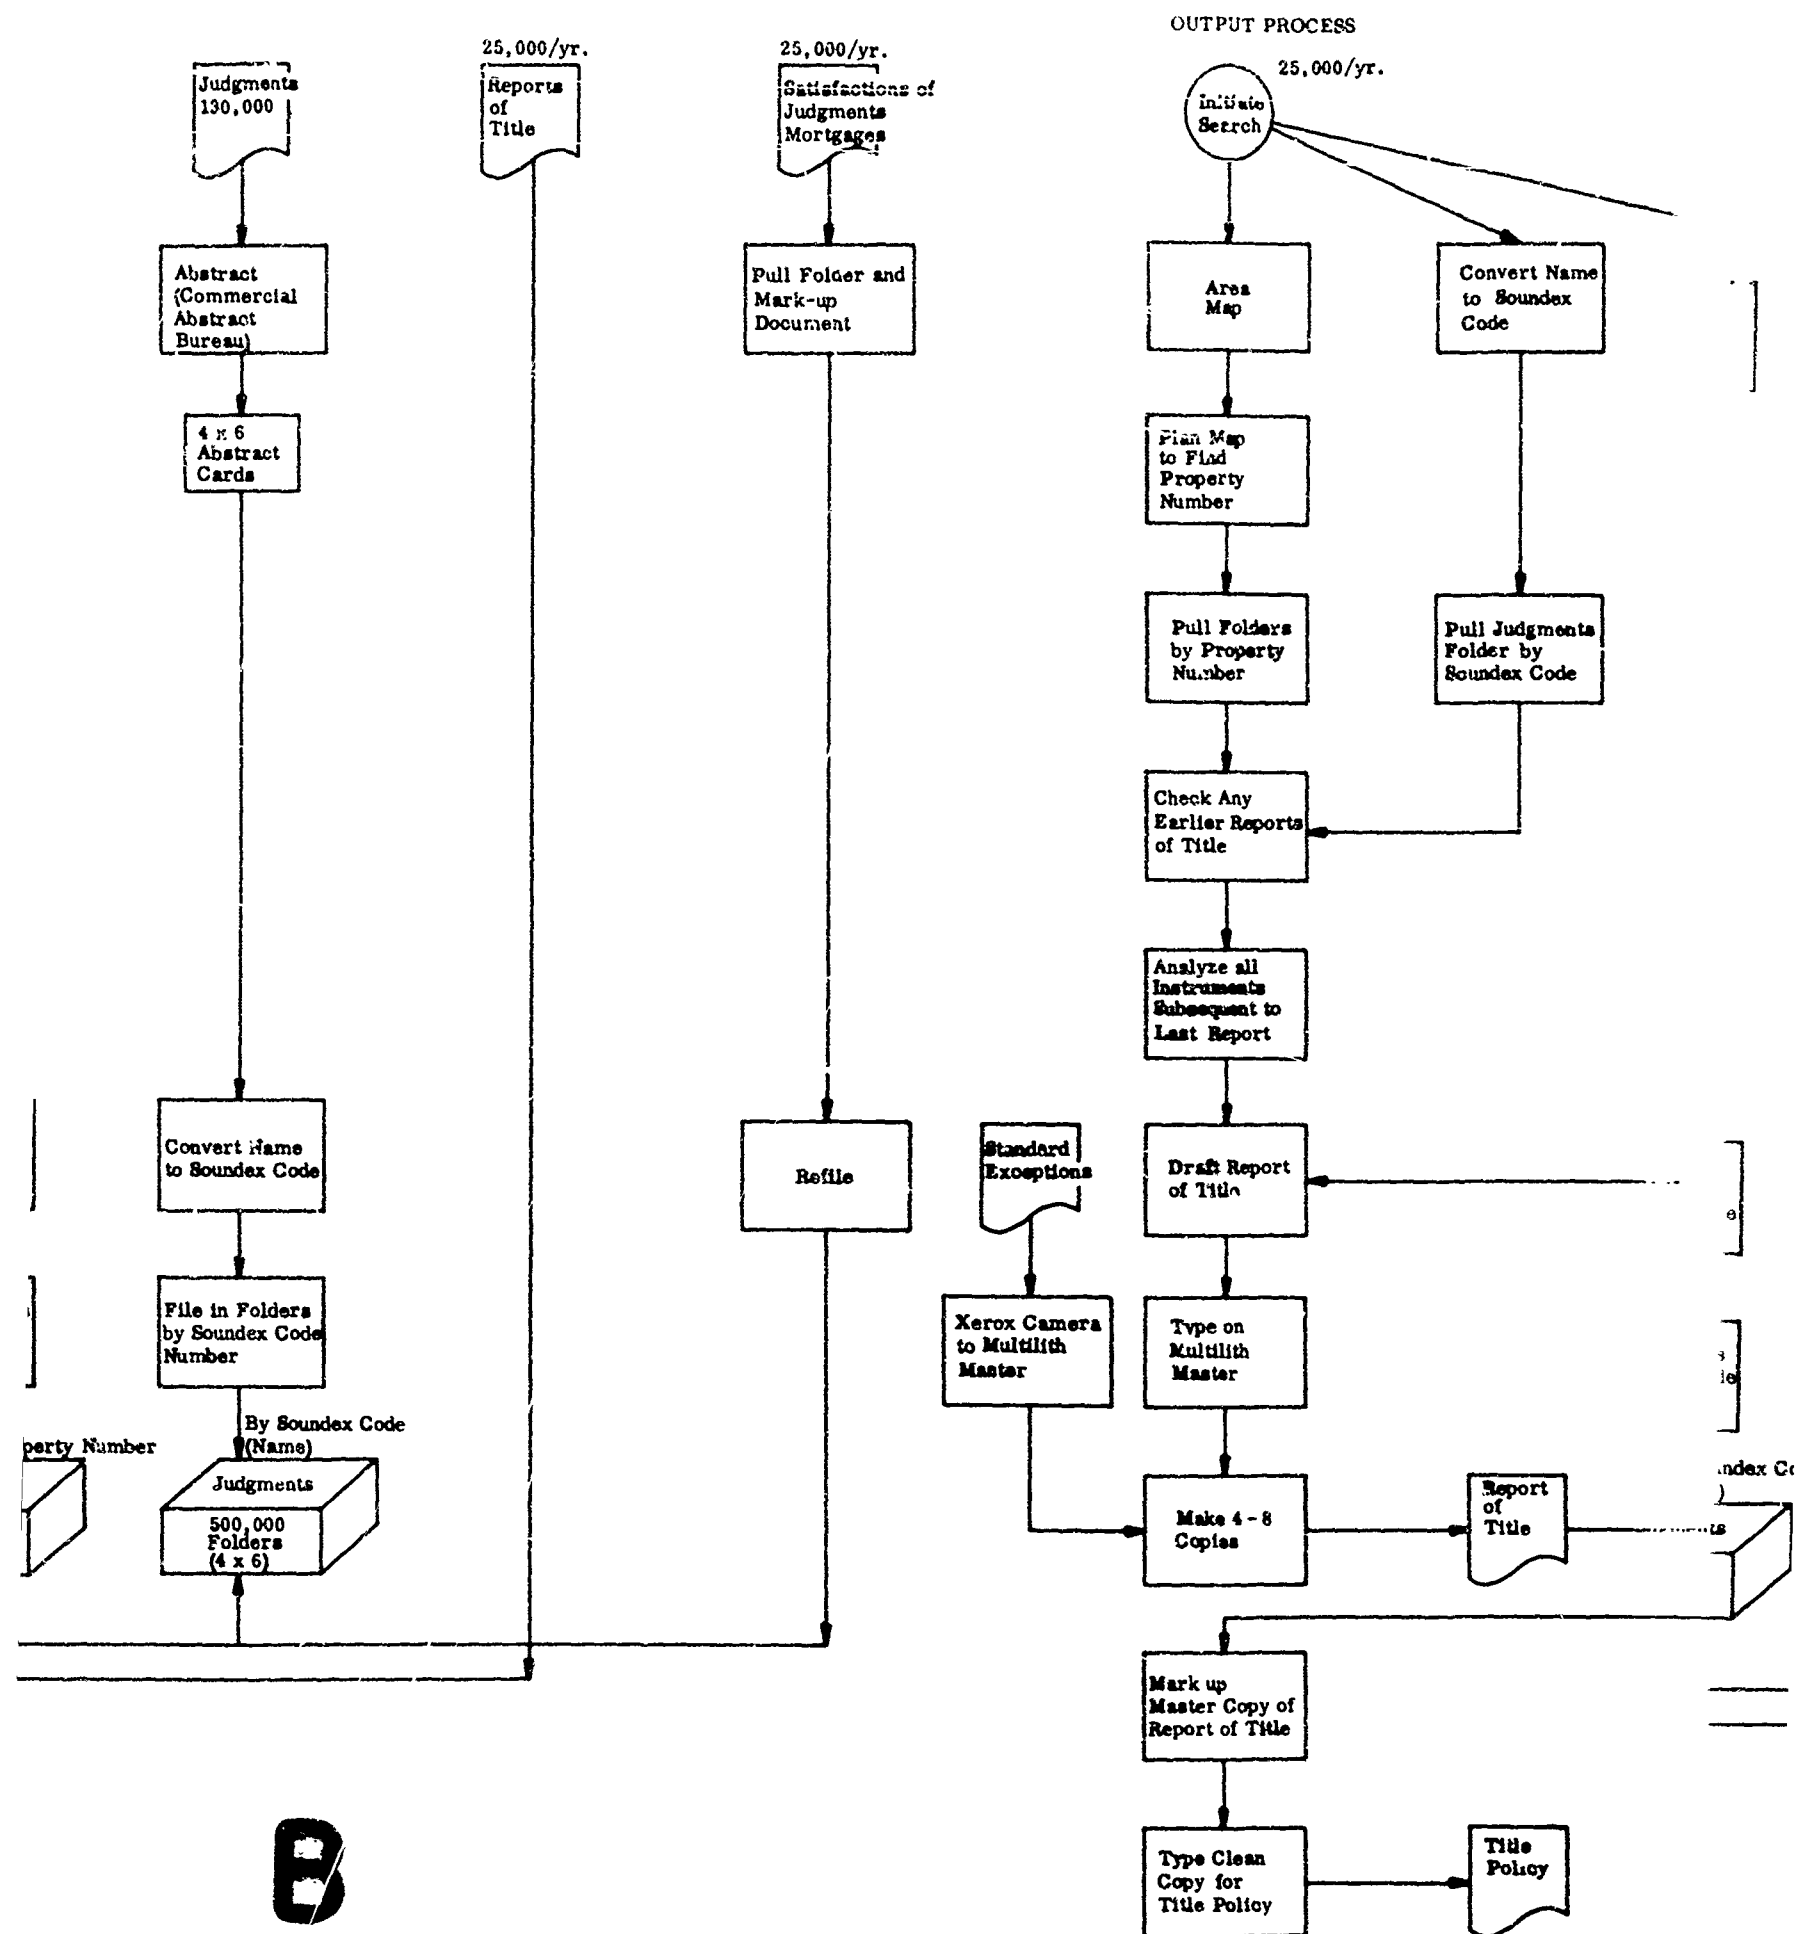 OUTPUT PROCESS
Judgments
130,000
25,000/yr.
Reports
of
Title
25,000/yr.
Satisfactions of
Judgments
Mortgages
25,000/yr.
Initiate
Search
Abstract
(Commercial
Abstract
Bureau)
Pull Folder and
Mark-up
Document
Area
Map
Convert Name
to Soundex
Code
4 x 6
Abstract
Cards
Plan Map
to Find
Property
Number
Pull Folders
by Property
Number
Pull Judgments
Folder by
Soundex Code
Check Any
Earlier Reports
of Title
Analyze all
Instruments
Subsequent to
Last Report
Convert Name
to Soundex Code
Refile
Standard
Exceptions
Draft Report
of Title
e
File in Folders
by Soundex Code
Number
Xerox Camera
to Multilith
Master
Type on
Multilith
Master
s
de
perty Number
By Soundex Code
(Name)
Judgments
500,000
Folders
(4 x 6)
Make 4-8
Copies
Report
of
Title
ndex Co
)
ts
Mark up
Master Copy of
Report of Title
Type Clean
Copy for
Title Policy
Title
Policy
B